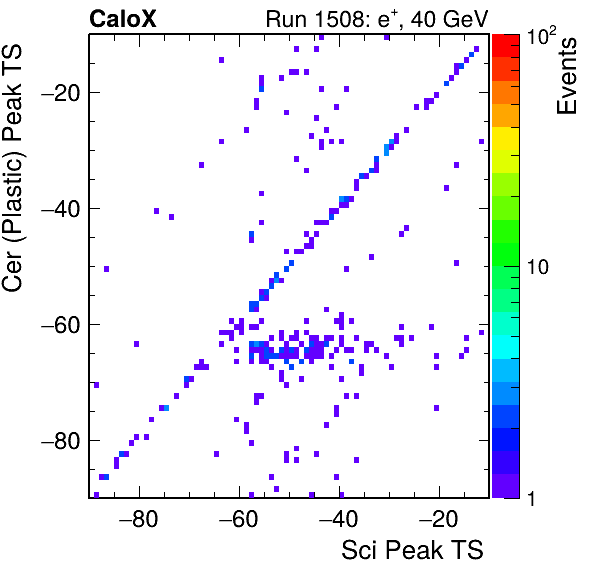 CaloX Run 1508: e⁺, 40 GeV
Cer (Plastic) Peak TS
−20
−40
−60
−80
−80 −60 −40 −20
Sci Peak TS
10²
10
1
Events